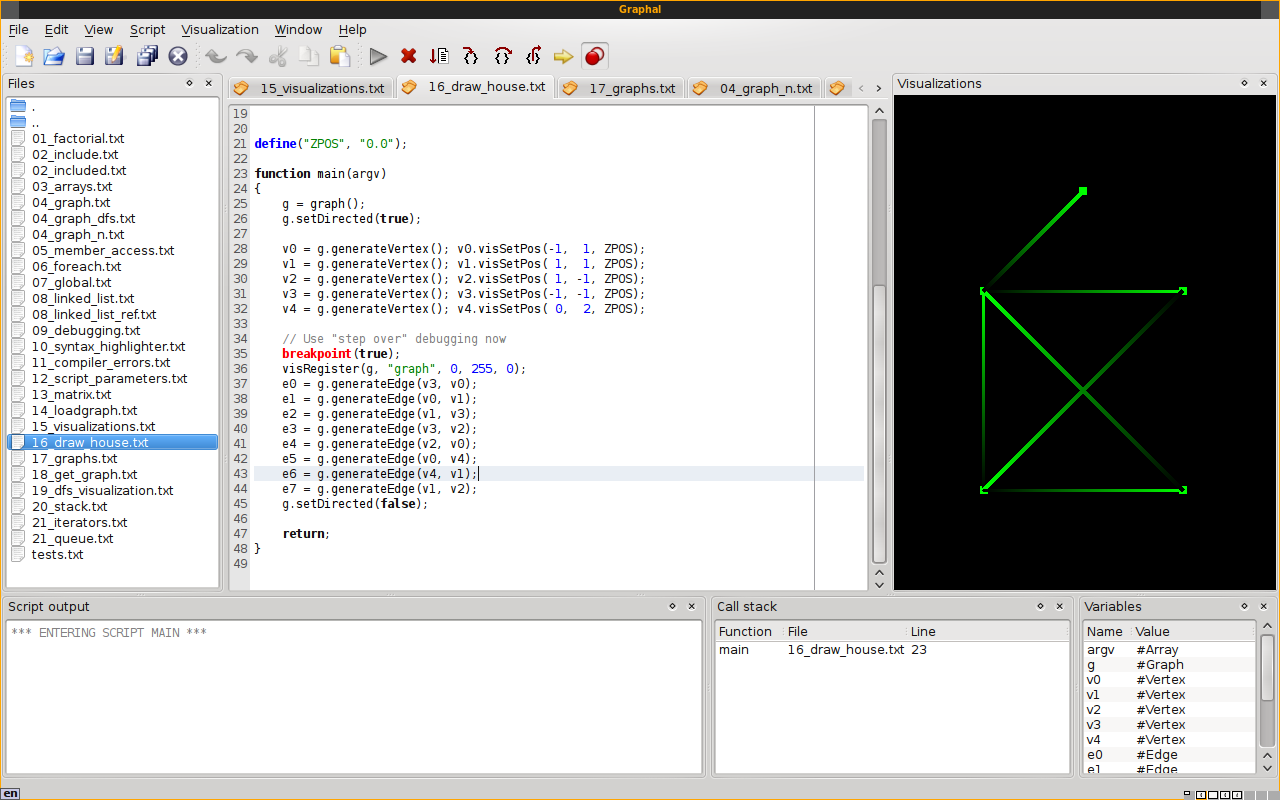 Graphal
File Edit View Script Visualization Window Help
Files
.
..
01_factorial.txt
02_include.txt
02_included.txt
03_arrays.txt
04_graph.txt
04_graph_dfs.txt
04_graph_n.txt
05_member_access.txt
06_foreach.txt
07_global.txt
08_linked_list.txt
08_linked_list_ref.txt
09_debugging.txt
10_syntax_highlighter.txt
11_compiler_errors.txt
12_script_parameters.txt
13_matrix.txt
14_loadgraph.txt
15_visualizations.txt
16_draw_house.txt
17_graphs.txt
18_get_graph.txt
19_dfs_visualization.txt
20_stack.txt
21_iterators.txt
21_queue.txt
tests.txt
15_visualizations.txt 16_draw_house.txt 17_graphs.txt 04_graph_n.txt
19
20
21 define("ZPOS", "0.0");
22
23 function main(argv)
24 {
25     g = graph();
26     g.setDirected(true);
27
28     v0 = g.generateVertex(); v0.visSetPos(-1,  1, ZPOS);
29     v1 = g.generateVertex(); v1.visSetPos( 1,  1, ZPOS);
30     v2 = g.generateVertex(); v2.visSetPos( 1, -1, ZPOS);
31     v3 = g.generateVertex(); v3.visSetPos(-1, -1, ZPOS);
32     v4 = g.generateVertex(); v4.visSetPos( 0,  2, ZPOS);
33
34     // Use "step over" debugging now
35     breakpoint(true);
36     visRegister(g, "graph", 0, 255, 0);
37     e0 = g.generateEdge(v3, v0);
38     e1 = g.generateEdge(v0, v1);
39     e2 = g.generateEdge(v1, v3);
40     e3 = g.generateEdge(v3, v2);
41     e4 = g.generateEdge(v2, v0);
42     e5 = g.generateEdge(v0, v4);
43     e6 = g.generateEdge(v4, v1);
44     e7 = g.generateEdge(v1, v2);
45     g.setDirected(false);
46
47     return;
48 }
49
Visualizations
Script output
*** ENTERING SCRIPT MAIN ***
Call stack
Function File Line
main 16_draw_house.txt 23
Variables
Name Value
argv #Array
g #Graph
v0 #Vertex
v1 #Vertex
v2 #Vertex
v3 #Vertex
v4 #Vertex
e0 #Edge
e1 #Edge
en